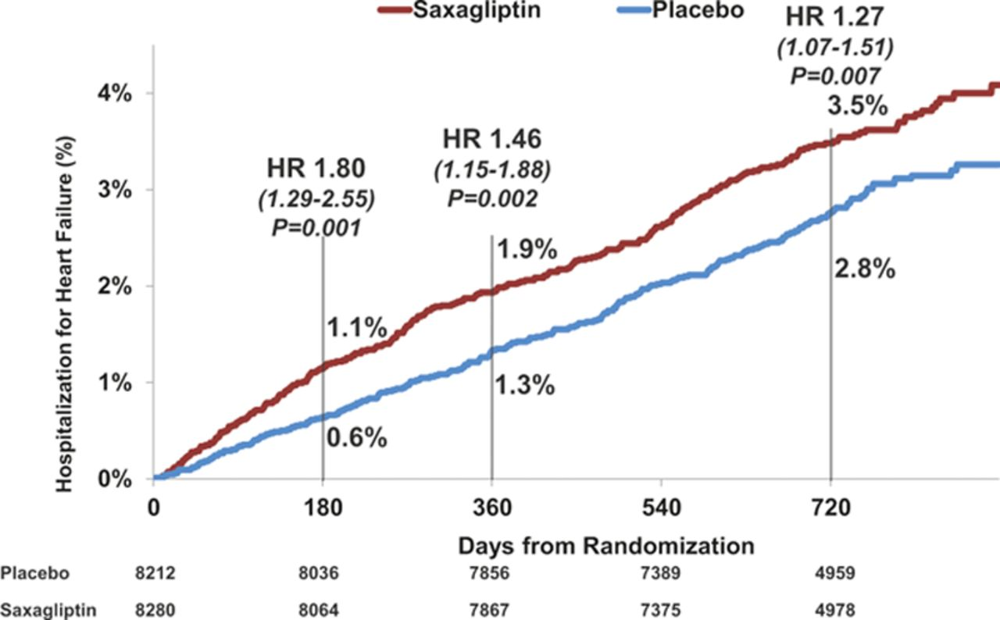 Saxagliptin Placebo
HR 1.27
(1.07-1.51)
P=0.007
3.5%
HR 1.46
(1.15-1.88)
P=0.002
1.9%
HR 1.80
(1.29-2.55)
P=0.001
1.1%
2.8%
1.3%
0.6%
Hospitalization for Heart Failure (%)
4%
3%
2%
1%
0%
0 180 360 540 720
Days from Randomization
Placebo 8212 8036 7856 7389 4959
Saxagliptin 8280 8064 7867 7375 4978